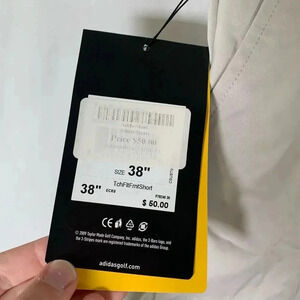 Price $50.00
SIZE 38"
TchFltFrntShort
38" ECRU
$ 50.00
© 2009 Taylor Made Golf Company, Inc. adidas, the 3-Bars logo, and
the 3-Stripes mark are registered trademarks of the adidas Group.
adidasgolf.com